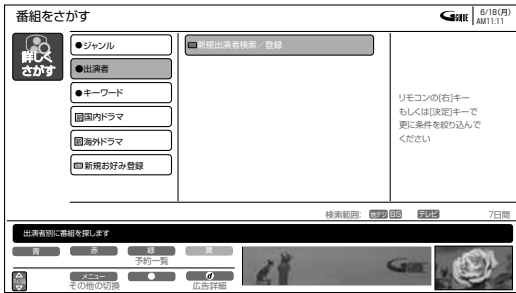 番組をさがす
G GUIDE
6/18(月)
AM11:11
詳しく
さがす
●ジャンル
●出演者
●キーワード
国内ドラマ
海外ドラマ
新規お好み登録
新規出演者検索／登録
リモコンの[右]キー
もしくは[決定]キーで
更に条件を絞り込んで
ください
検索範囲: 地デジ BS テレビ 7日間
出演者別に番組を探します
青 赤 緑 黄
予約一覧
メニュー d
その他の切換 広告詳細
G GUIDE